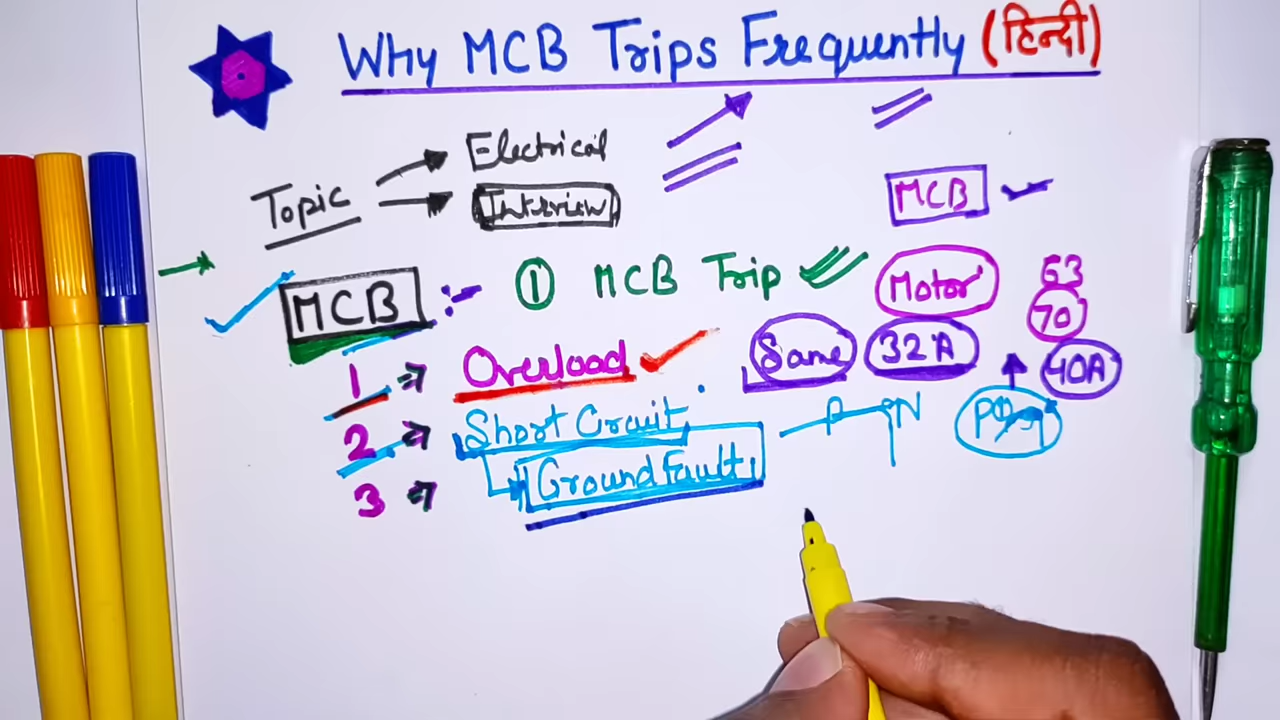 Why MCB Trips Frequently (हिन्दी)
Electrical
Topic
Interview
MCB
MCB :- ① MCB Trip
Motor
63
70
1 ⇒ Overload
Same 32A
40A
2 ⇒ Short Circuit
P N
3 ⇒ Ground Fault